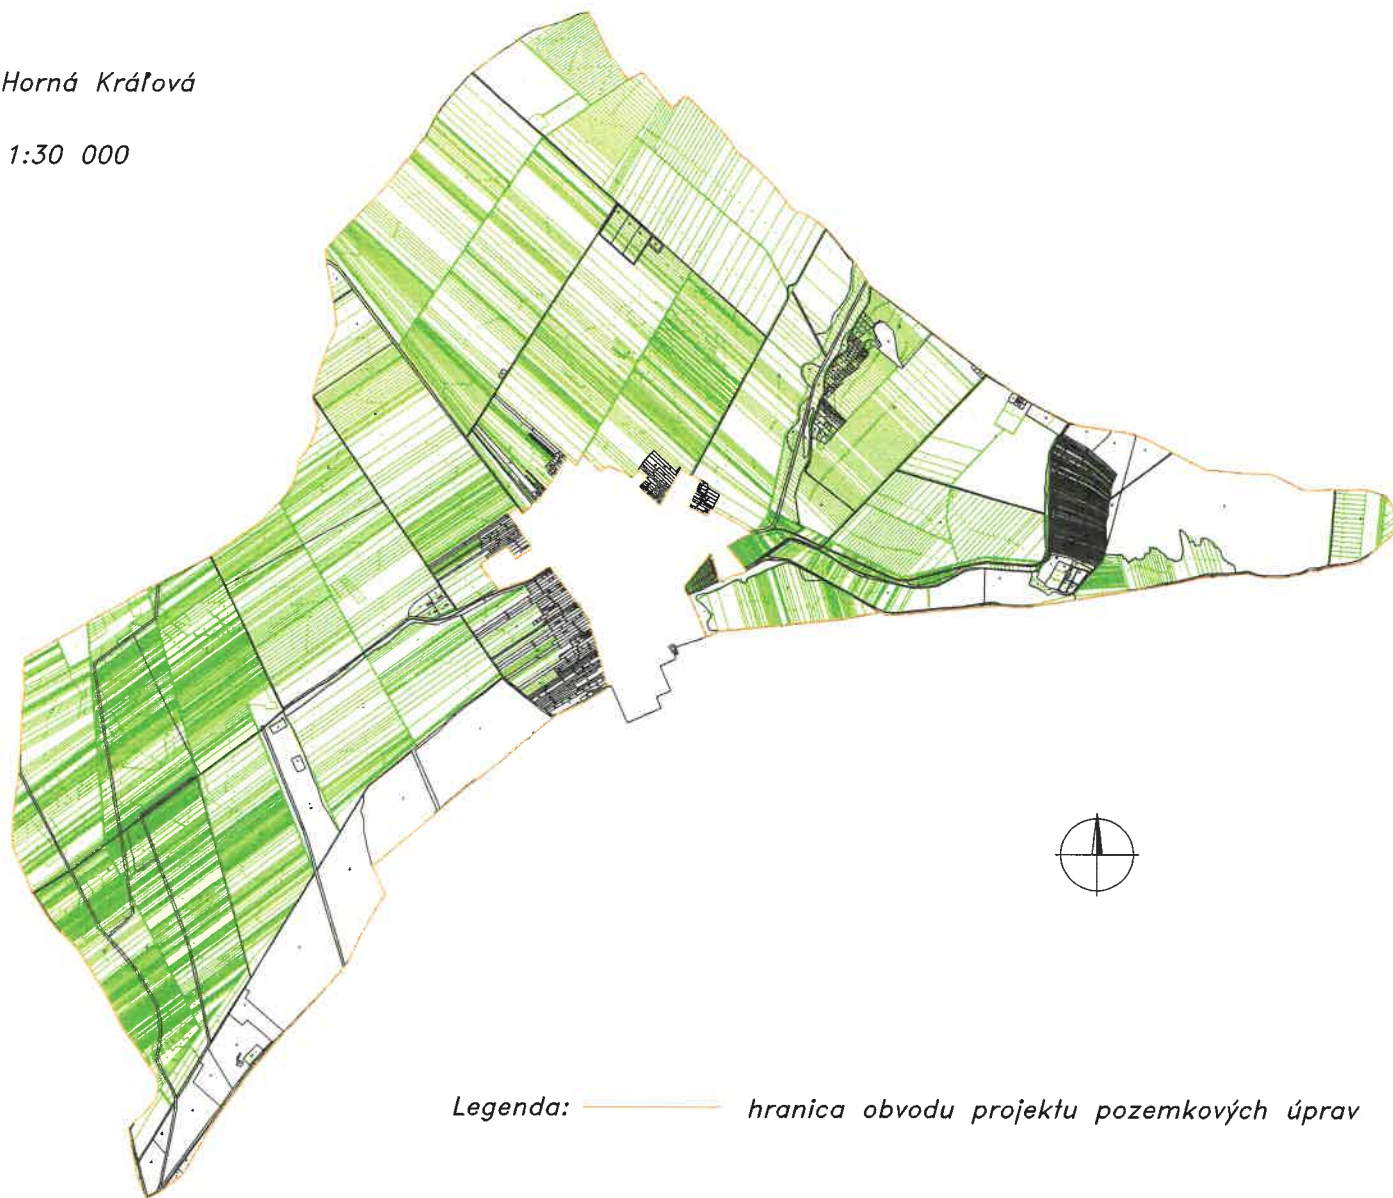 Horná Kráľová
1:30 000
Legenda: hranica obvodu projektu pozemkových úprav